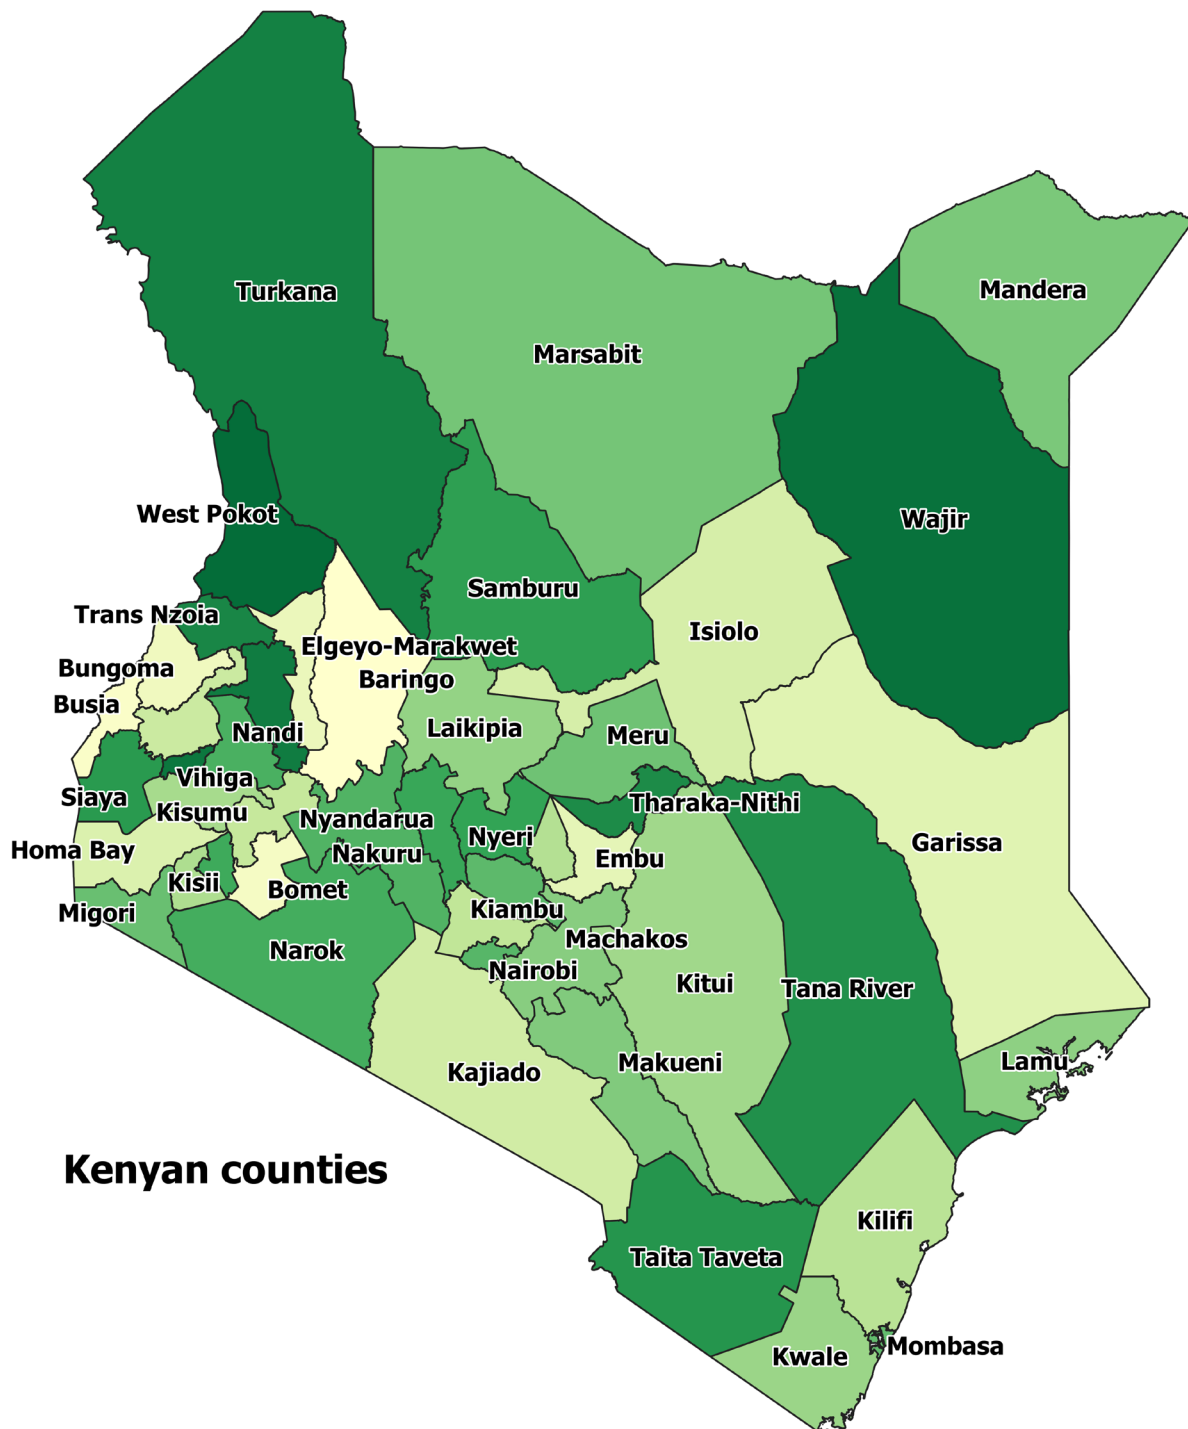 Turkana
Mandera
Marsabit
West Pokot
Wajir
Samburu
Trans Nzoia
Isiolo
Elgeyo-Marakwet
Bungoma
Baringo
Busia
Laikipia
Nandi
Meru
Vihiga
Siaya
Tharaka-Nithi
Kisumu
Nyandarua
Nyeri
Garissa
Homa Bay
Nakuru
Embu
Kisii
Bomet
Migori
Kiambu
Machakos
Narok
Nairobi
Kitui
Tana River
Makueni
Lamu
Kajiado
Kenyan counties
Kilifi
Taita Taveta
Mombasa
Kwale